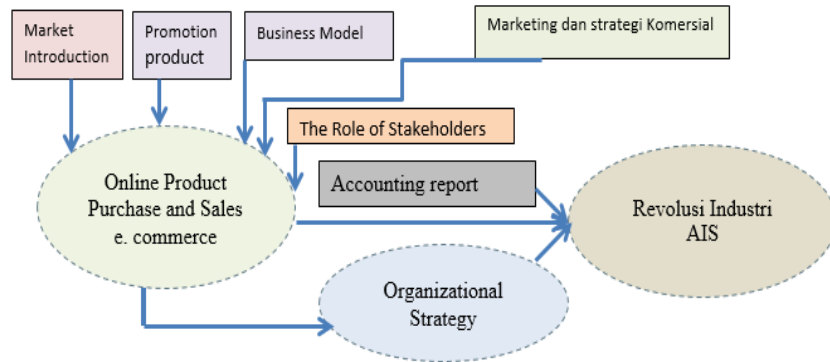 Market
Introduction
Promotion
product
Business Model
Marketing dan strategi Komersial
The Role of Stakeholders
Accounting report
Online Product
Purchase and Sales
e. commerce
Revolusi Industri
AIS
Organizational
Strategy